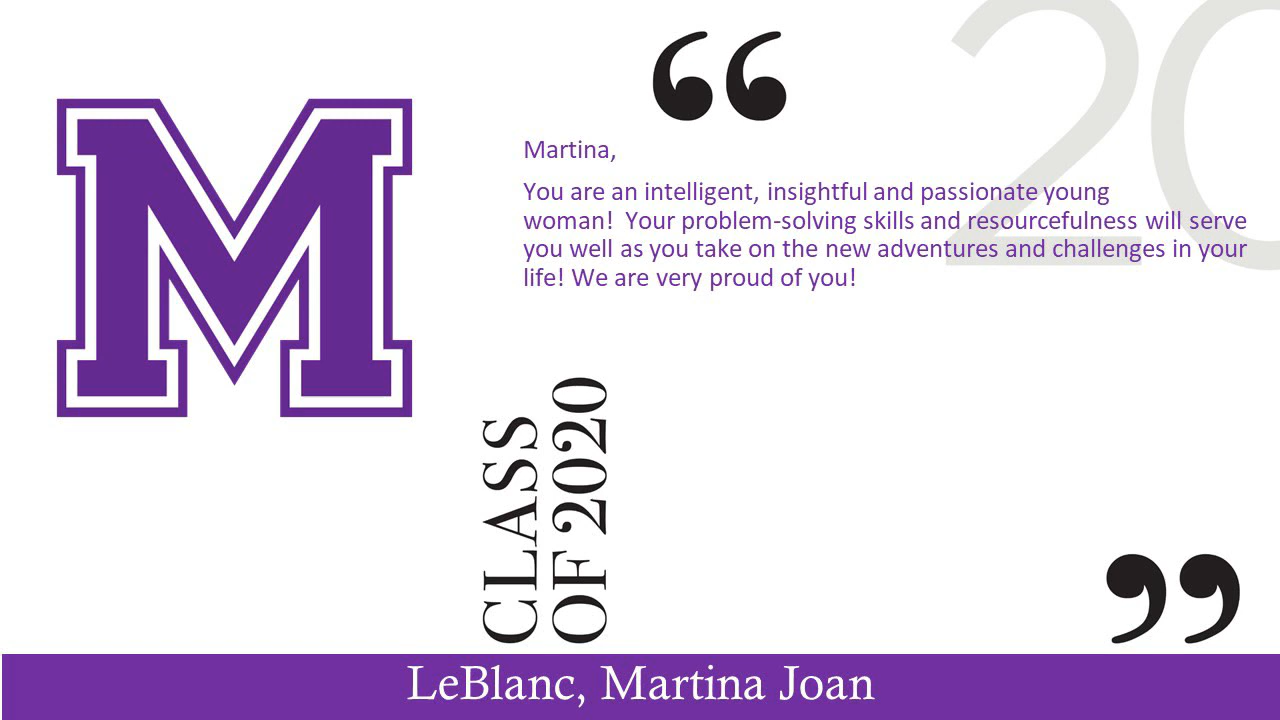 20
M
“
Martina,
You are an intelligent, insightful and passionate young
woman!  Your problem-solving skills and resourcefulness will serve
you well as you take on the new adventures and challenges in your
life! We are very proud of you!
CLASS
OF 2020
”
LeBlanc, Martina Joan